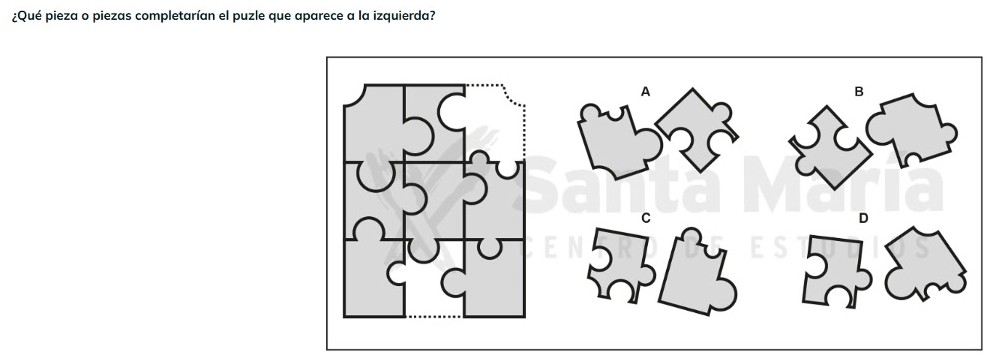 ¿Qué pieza o piezas completarían el puzle que aparece a la izquierda?
A
B
Santa María
CENTRO DE ESTUDIOS
C
D